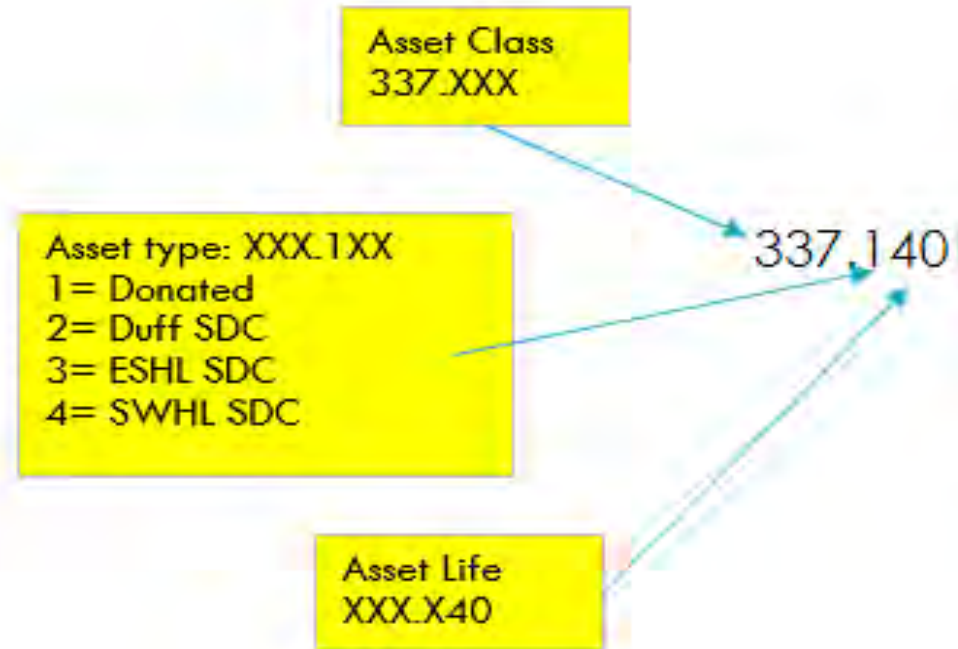 Asset Class
337.XXX
Asset type: XXX.1XX
1= Donated
2= Duff SDC
3= ESHL SDC
4= SWHL SDC
337.140
Asset Life
XXX.X40